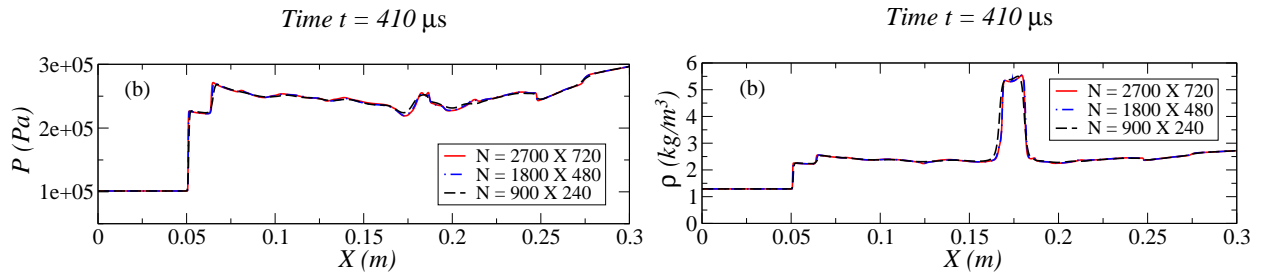 Time t = 410 μs
3e+05
2e+05
1e+05
P (Pa)
(b)
N = 2700 X 720
N = 1800 X 480
N = 900 X 240
0
0.05
0.1
0.15
0.2
0.25
0.3
X (m)
Time t = 410 μs
6
5
4
3
2
1
0
ρ (kg/m³)
(b)
N = 2700 X 720
N = 1800 X 480
N = 900 X 240
0
0.05
0.1
0.15
0.2
0.25
0.3
X (m)